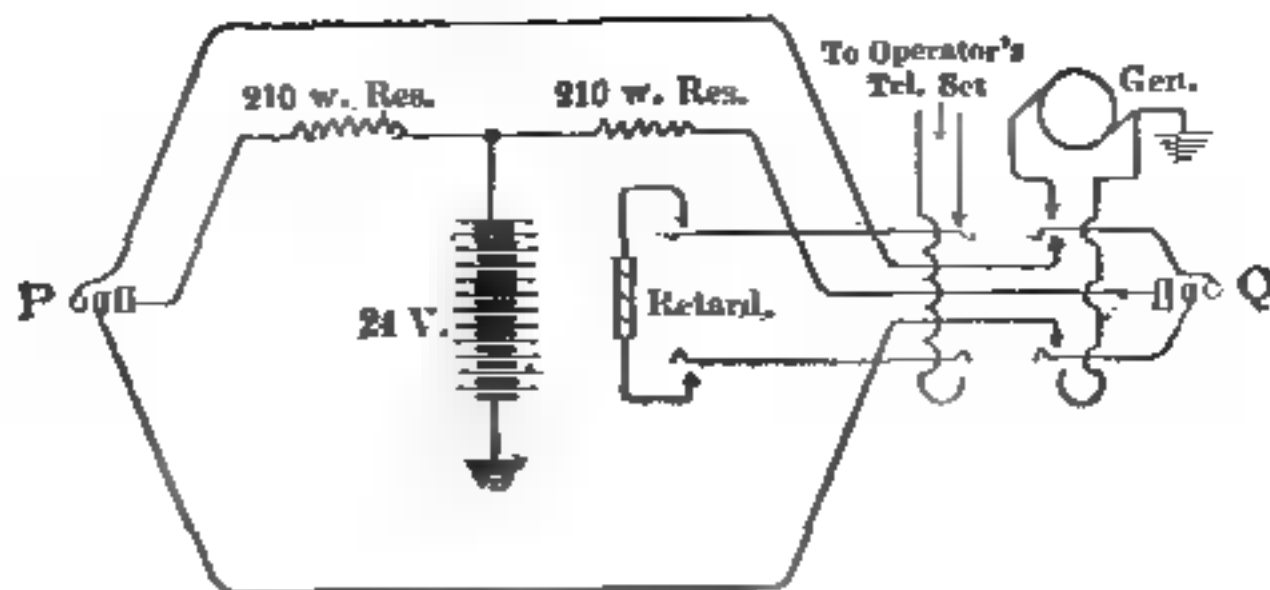 To Operator's
Tel. Set
Gen.
210 w. Res.
210 w. Res.
P
24 V.
Retard.
Q